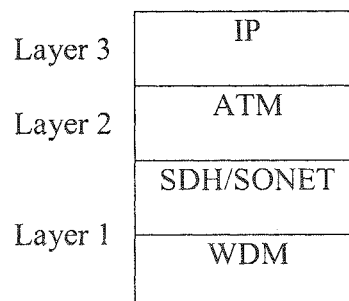 IP
Layer 3
ATM
Layer 2
SDH/SONET
Layer 1
WDM